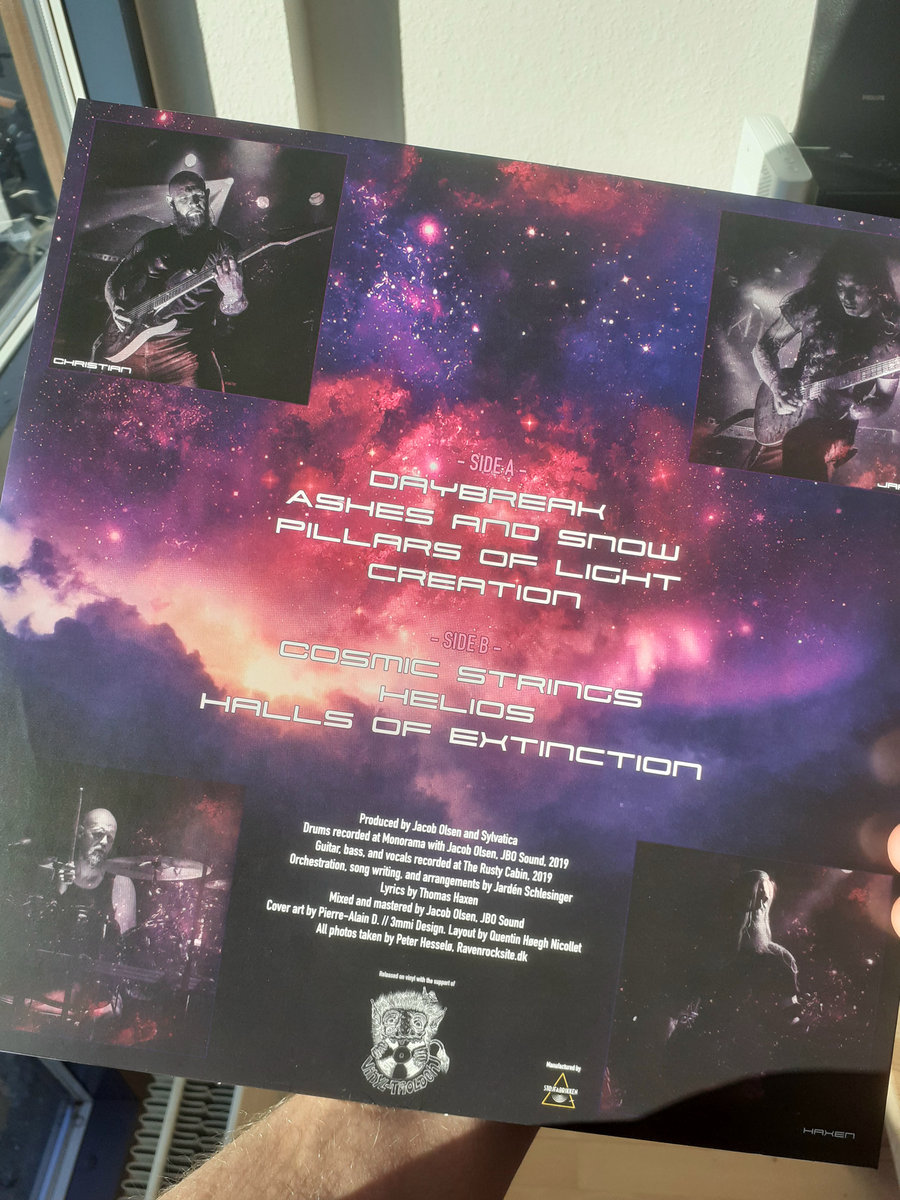 CHRISTIAN
- SIDE A -
DAYBREAK
ASHES AND SNOW
PILLARS OF LIGHT
CREATION
- SIDE B -
COSMIC STRINGS
HELIOS
HALLS OF EXTINCTION
Produced by Jacob Olsen and Sylvatica
Drums recorded at Monorama with Jacob Olsen, JBO Sound, 2019
Guitar, bass, and vocals recorded at The Rusty Cabin, 2019
Orchestration, song writing, and arrangements by Jardén Schlesinger
Lyrics by Thomas Haxen
Mixed and mastered by Jacob Olsen, JBO Sound
Cover art by Pierre-Alain D. // 3mmi Design. Layout by Quentin Høegh Nicollet
All photos taken by Peter Hesselø, Ravenrocksite.dk
Released on vinyl with the support of
VINYL-TROLDEN
Manufactured by
STØJFABRIKKEN
HAXEN